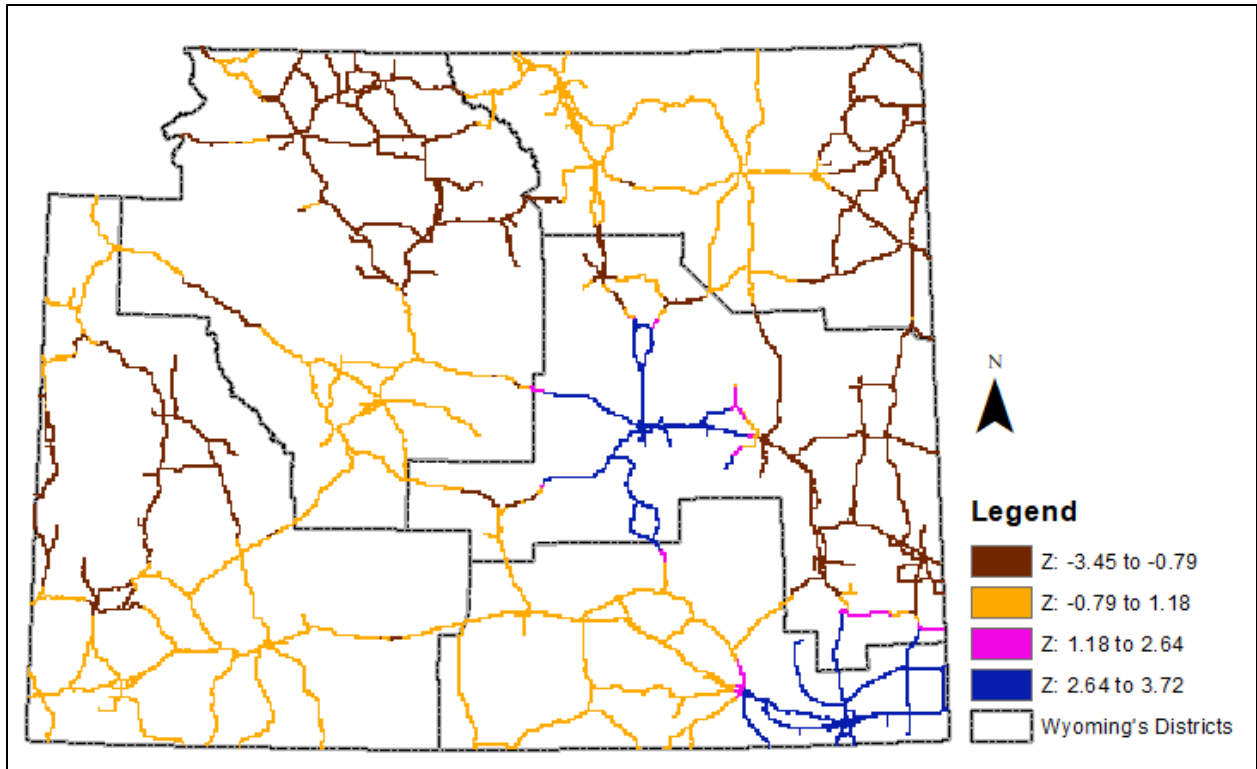 N
Legend
Z: -3.45 to -0.79
Z: -0.79 to 1.18
Z: 1.18 to 2.64
Z: 2.64 to 3.72
Wyoming's Districts